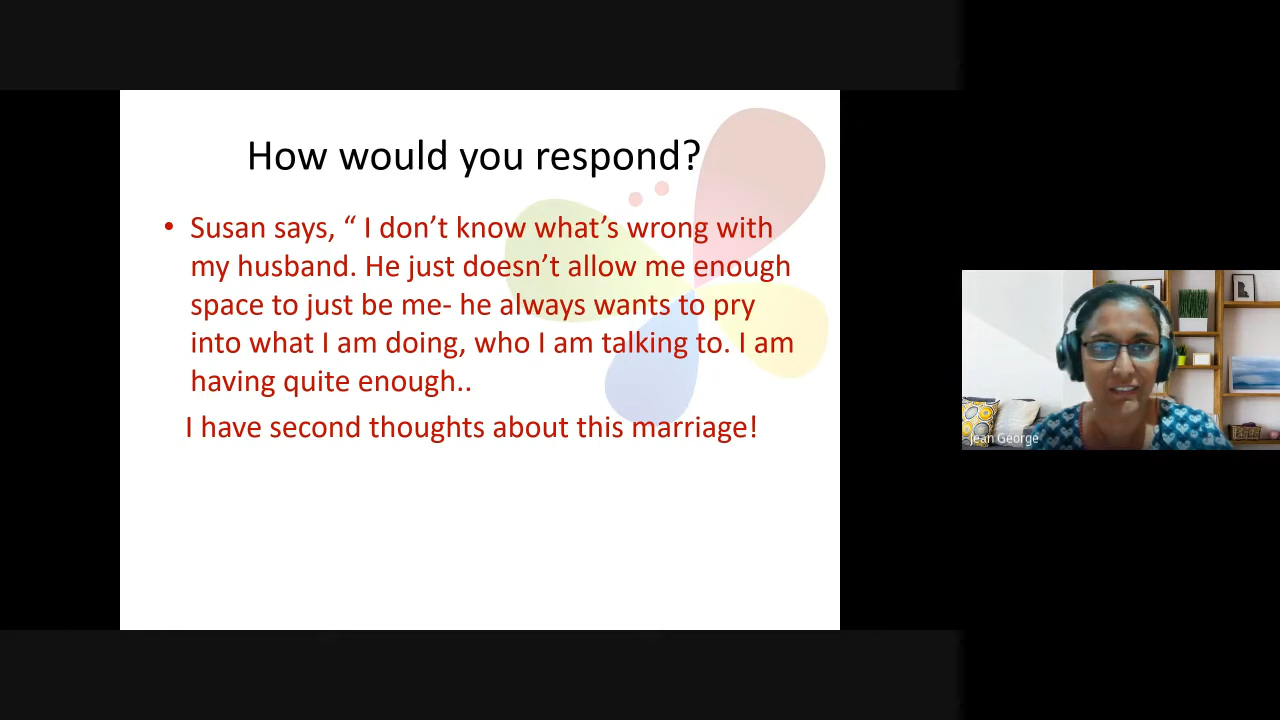 How would you respond?
• Susan says, “ I don’t know what’s wrong with
my husband. He just doesn’t allow me enough
space to just be me- he always wants to pry
into what I am doing, who I am talking to. I am
having quite enough..
I have second thoughts about this marriage!
Jean George